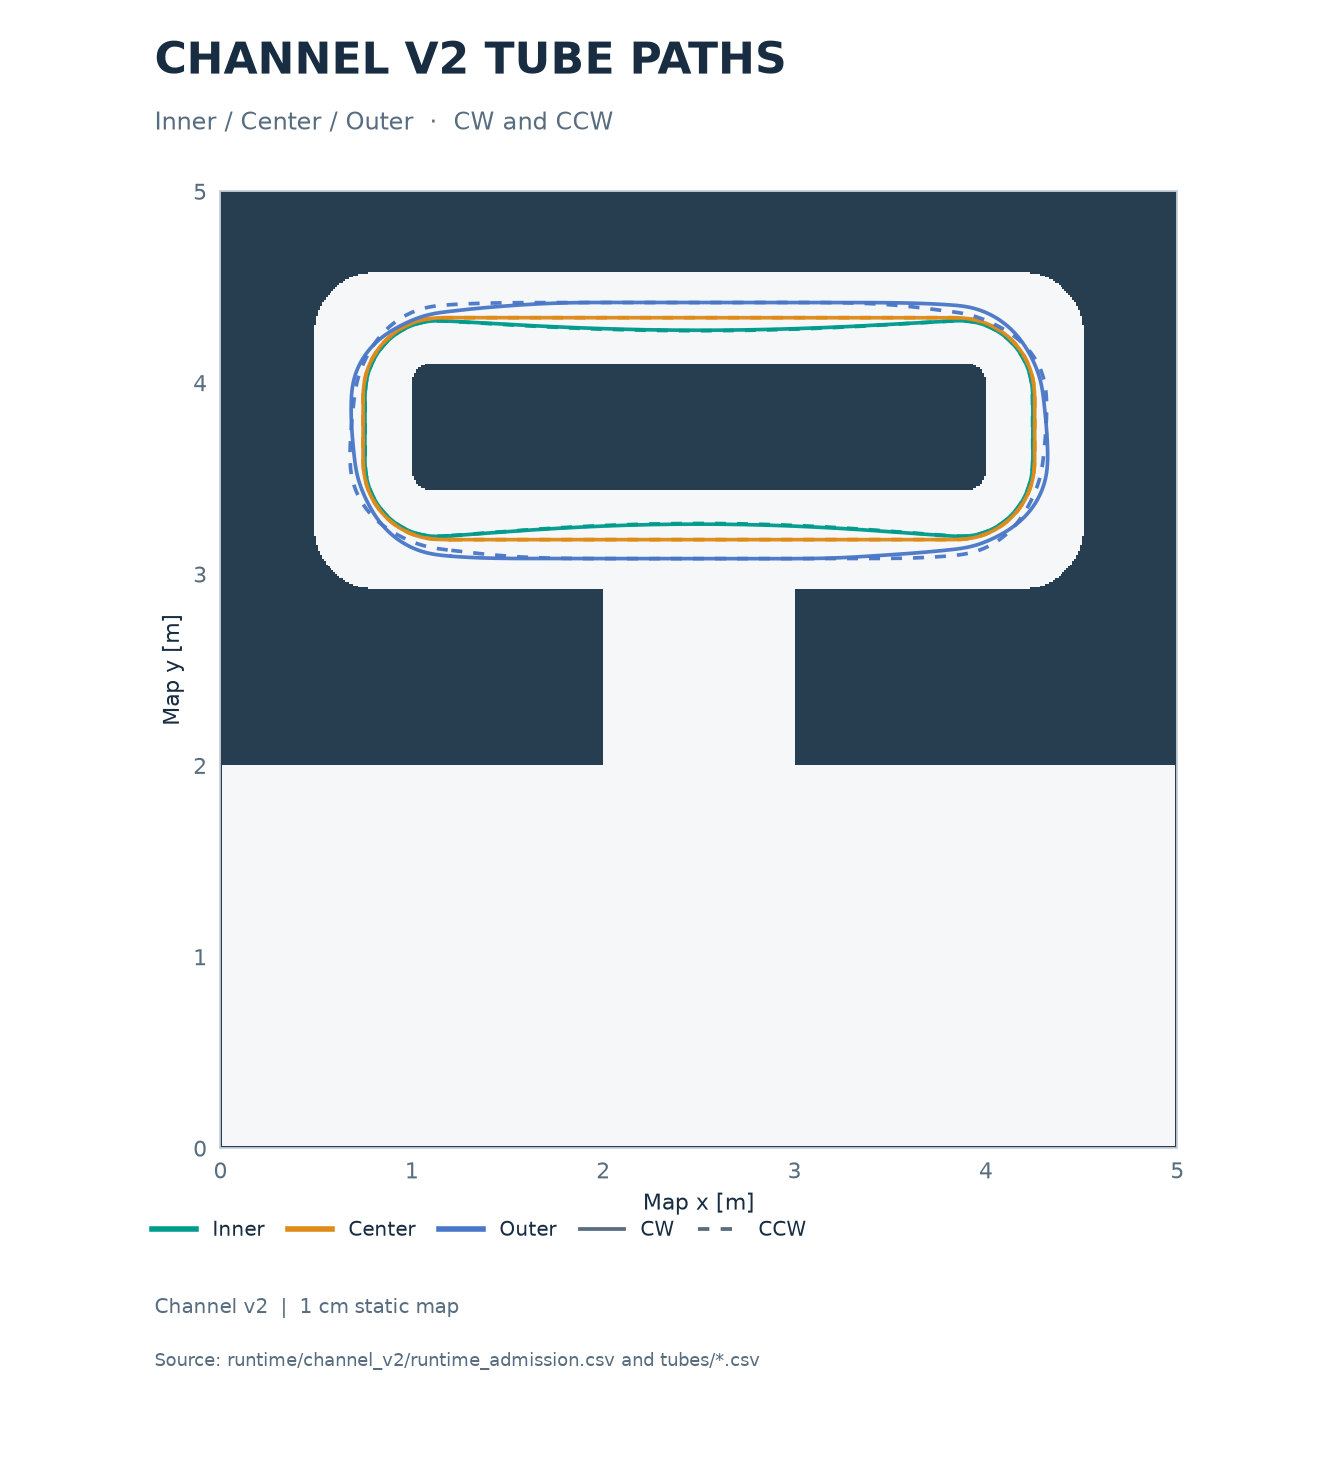 CHANNEL V2 TUBE PATHS
Inner / Center / Outer · CW and CCW
5
4
3
2
1
0
Map y [m]
0 1 2 3 4 5
Map x [m]
Inner Center Outer CW CCW
Channel v2 | 1 cm static map
Source: runtime/channel_v2/runtime_admission.csv and tubes/*.csv